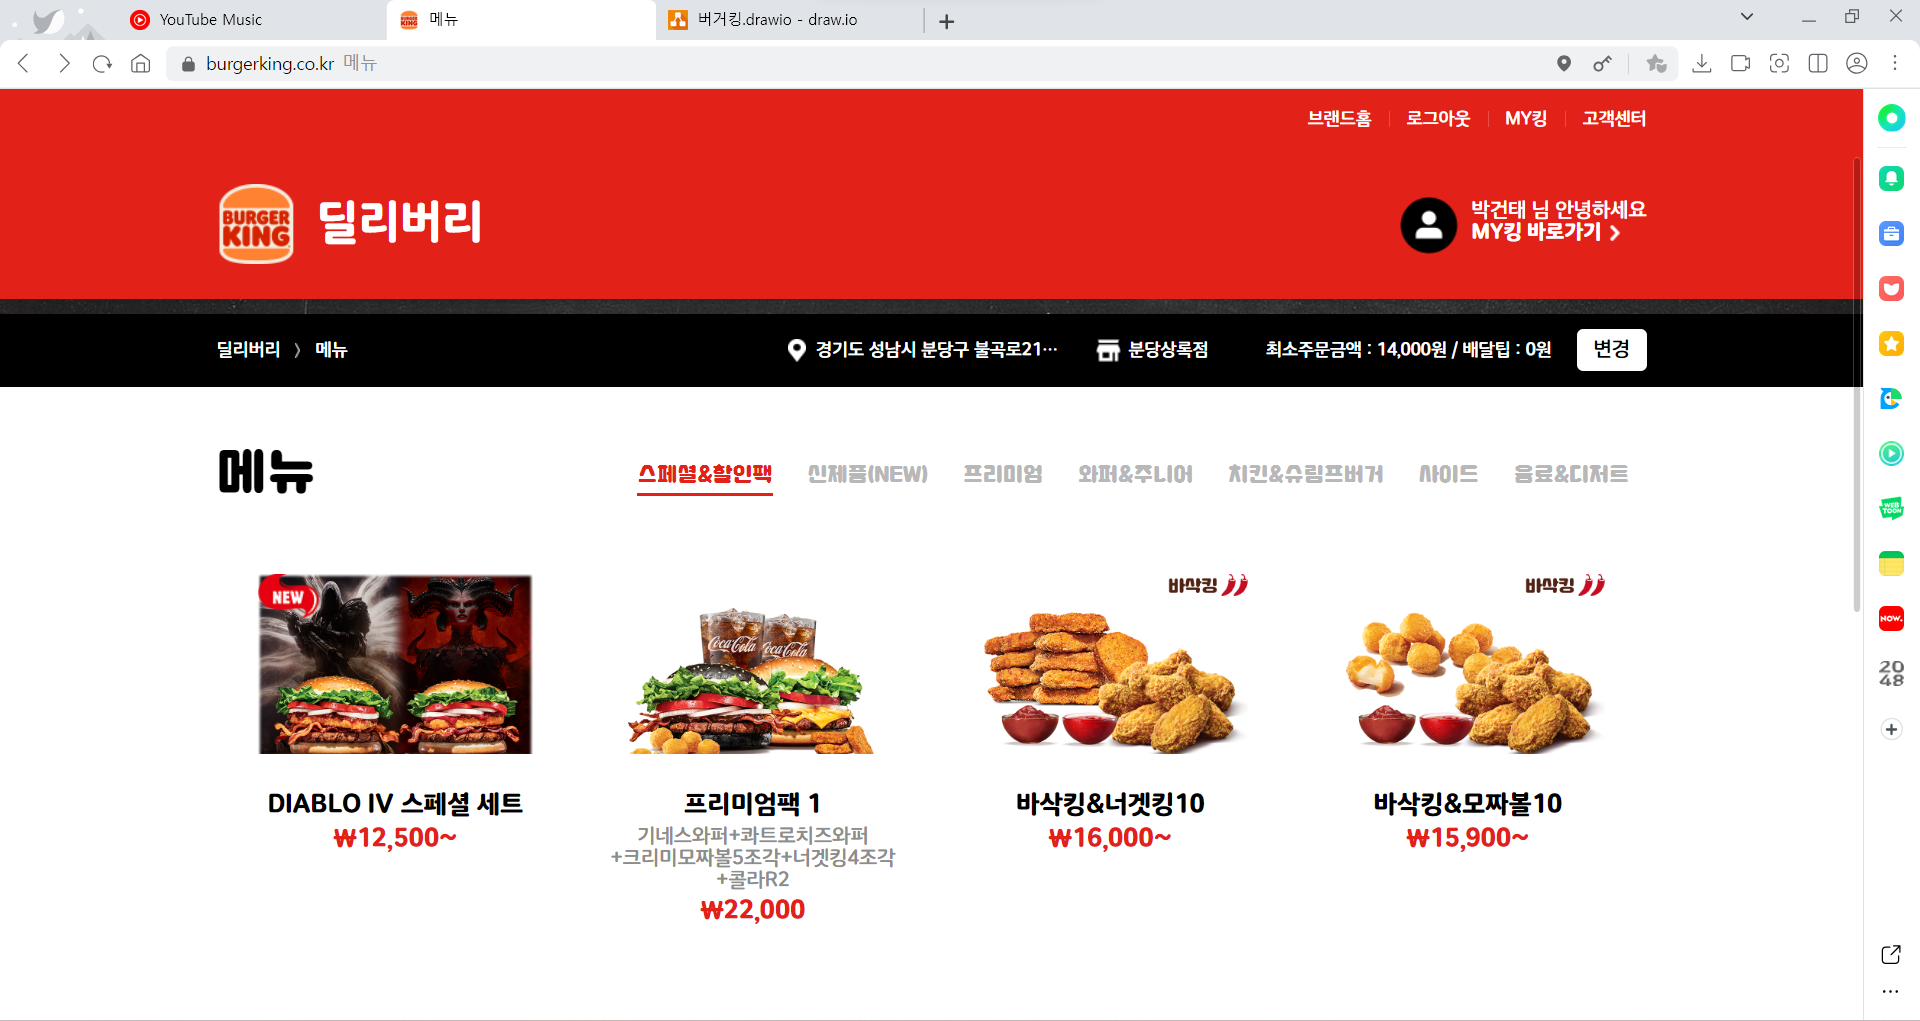 YouTube Music
메뉴
버거킹.drawio - draw.io
burgerking.co.kr 메뉴
브랜드홈
로그아웃
MY킹
고객센터
BURGER KING
딜리버리
박건태 님 안녕하세요
MY킹 바로가기
딜리버리 > 메뉴
경기도 성남시 분당구 불곡로21…
분당상록점
최소주문금액 : 14,000원 / 배달팁 : 0원
변경
메뉴
스페셜&할인팩
신제품(NEW)
프리미엄
와퍼&주니어
치킨&슈림프버거
사이드
음료&디저트
NEW
Coca-Cola
Coca-Cola
바삭킹
바삭킹
DIABLO IV 스페셜 세트
₩12,500~
프리미엄팩 1
기네스와퍼+콰트로치즈와퍼
+크리미모짜볼5조각+너겟킹4조각
+콜라R2
₩22,000
바삭킹&너겟킹10
₩16,000~
바삭킹&모짜볼10
₩15,900~
WEB
TOON
NOW.
20
48